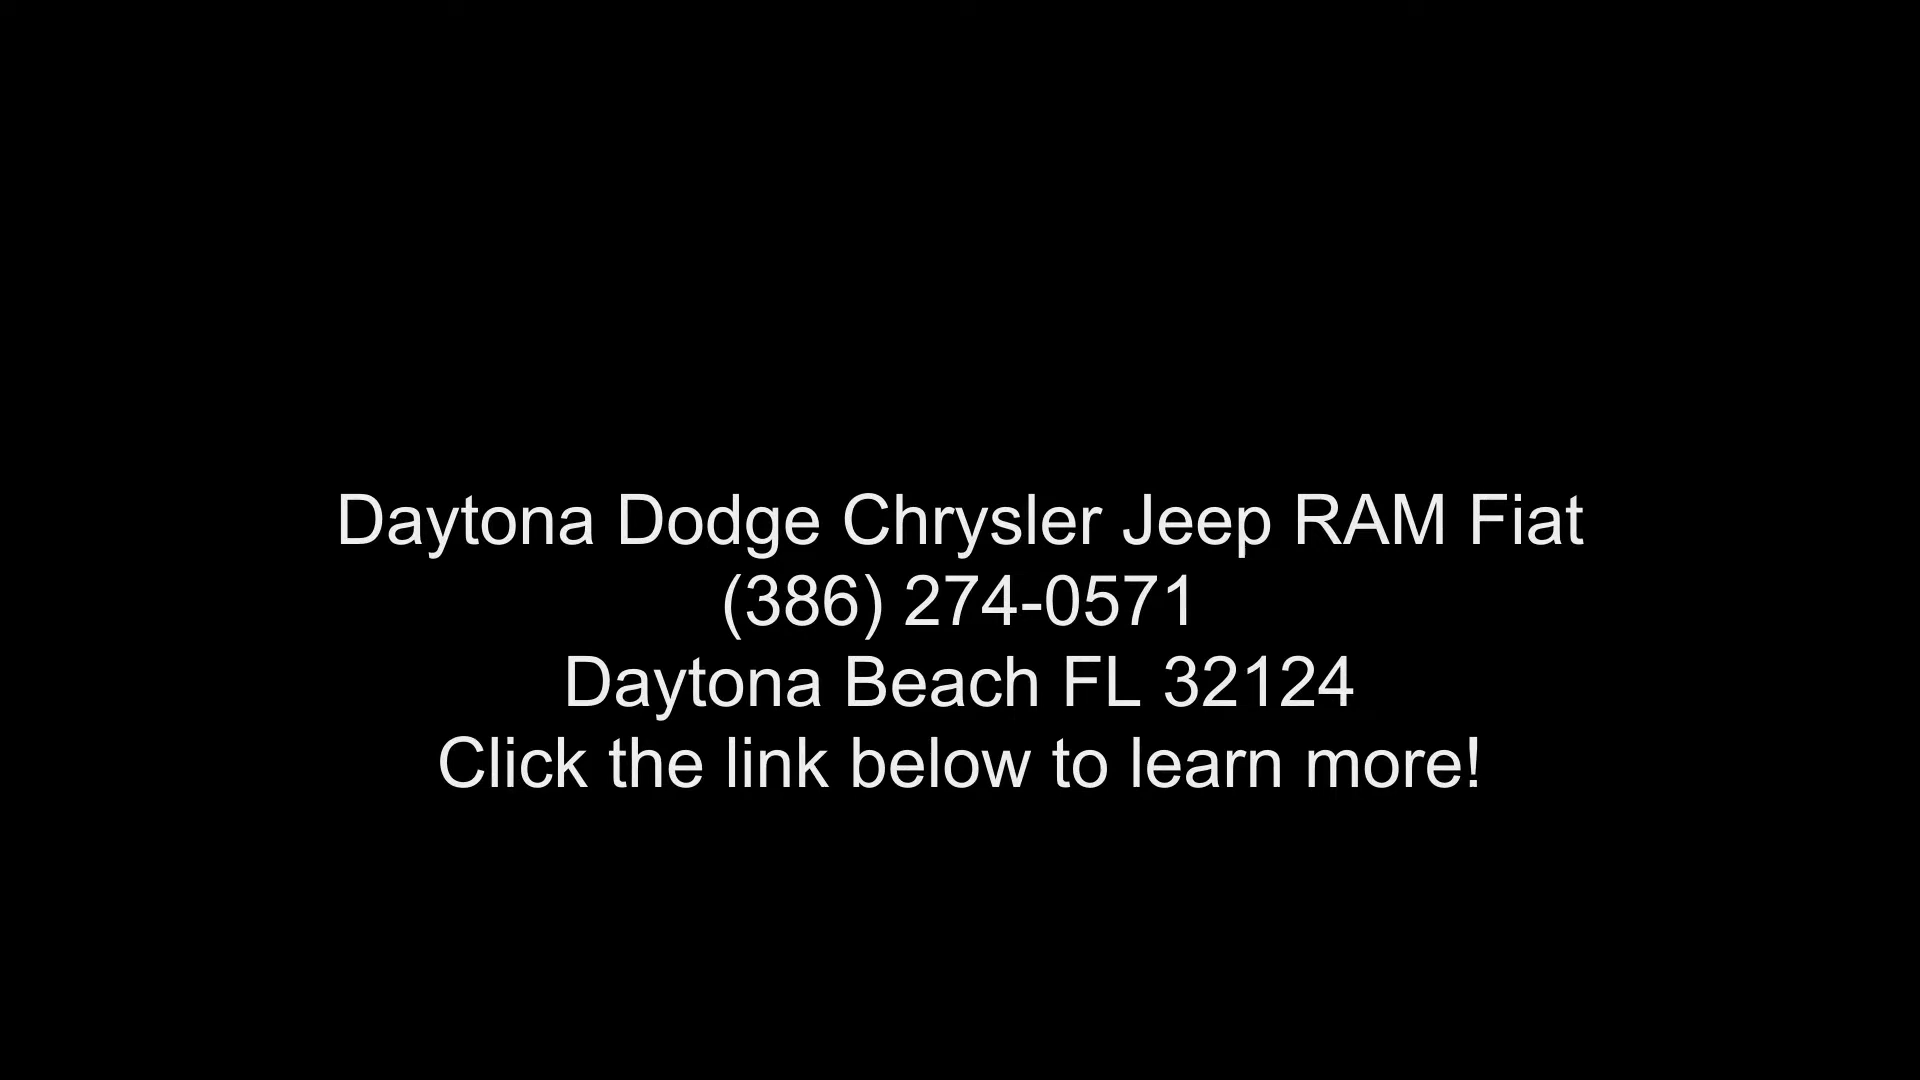 Daytona Dodge Chrysler Jeep RAM Fiat
(386) 274-0571
Daytona Beach FL 32124
Click the link below to learn more!